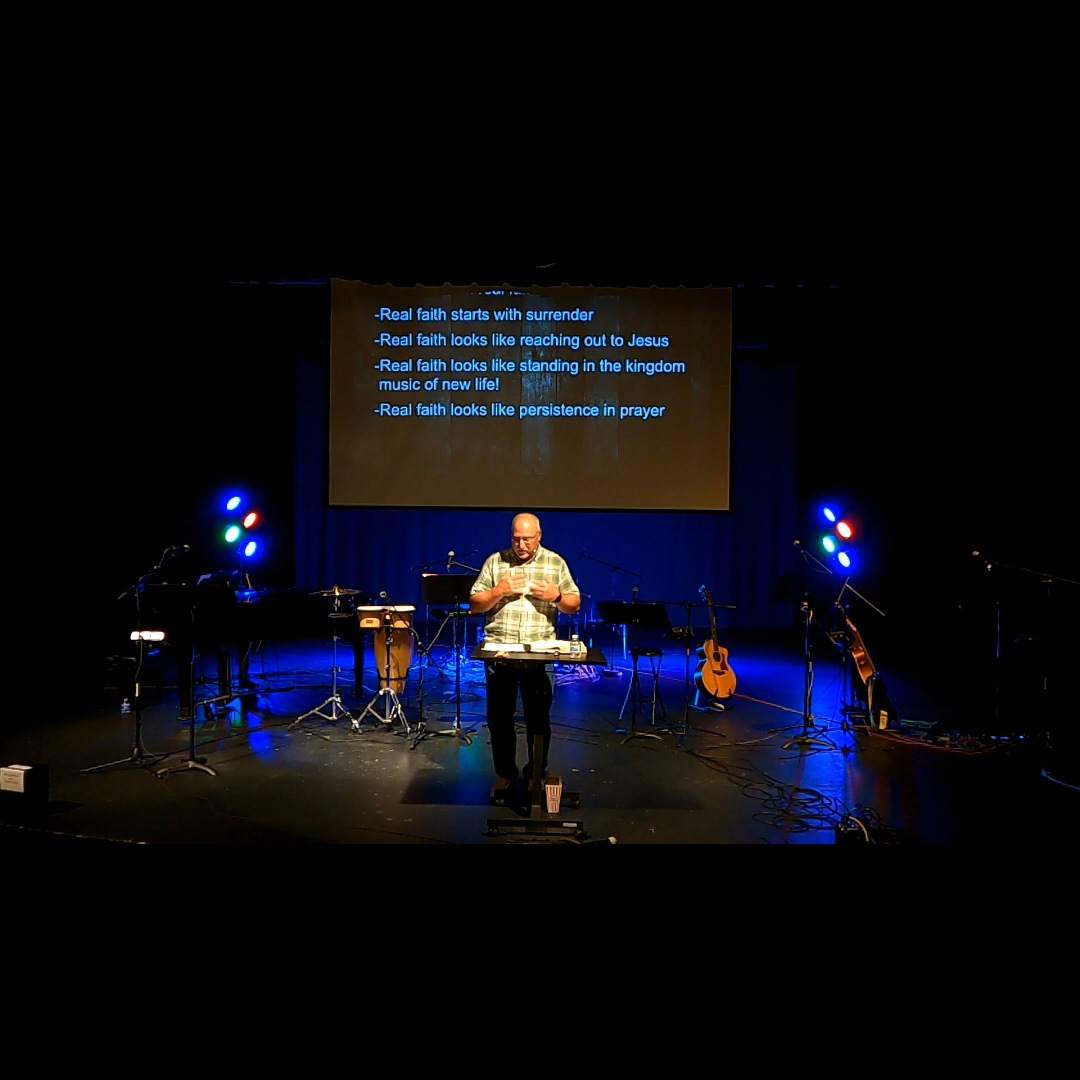 -Real faith starts with surrender
-Real faith looks like reaching out to Jesus
-Real faith looks like standing in the kingdom
music of new life!
-Real faith looks like persistence in prayer